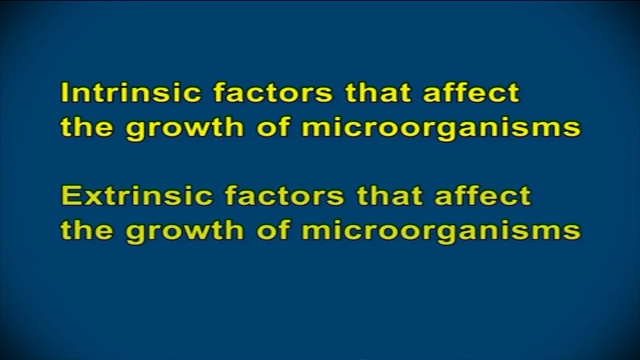 Intrinsic factors that affect
the growth of microorganisms
Extrinsic factors that affect
the growth of microorganisms